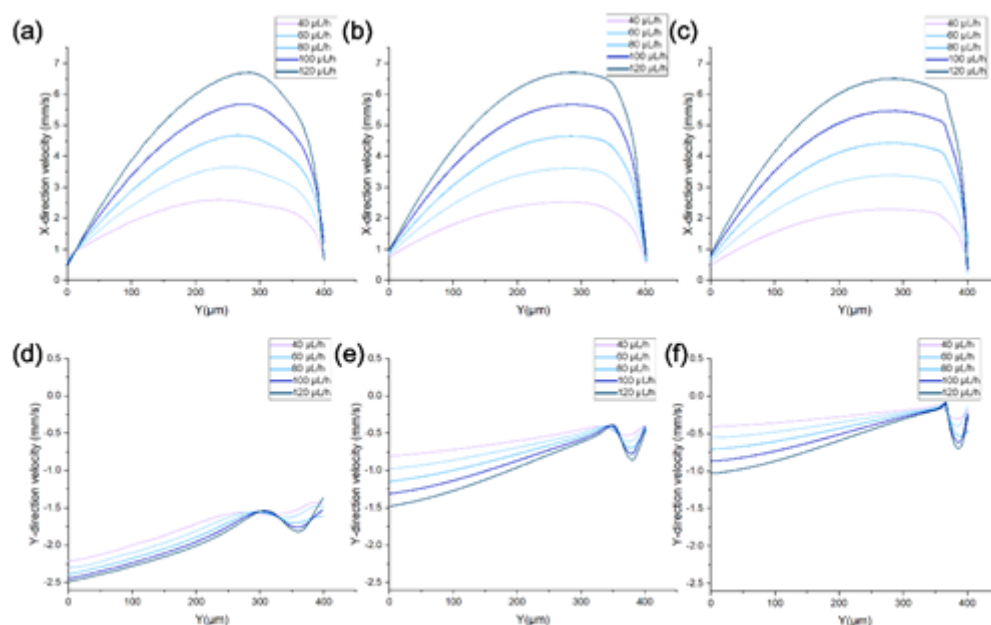 (a)
40 μL/h
60 μL/h
80 μL/h
100 μL/h
120 μL/h
X-direction velocity (mm/s)
7
6
5
4
3
2
1
0
0 100 200 300 400
Y(μm)
(b)
40 μL/h
60 μL/h
80 μL/h
100 μL/h
120 μL/h
X-direction velocity (mm/s)
7
6
5
4
3
2
1
0
0 100 200 300 400
Y(μm)
(c)
40 μL/h
60 μL/h
80 μL/h
100 μL/h
120 μL/h
X-direction velocity (mm/s)
7
6
5
4
3
2
1
0
0 100 200 300 400
Y(μm)
(d)
40 μL/h
60 μL/h
80 μL/h
100 μL/h
120 μL/h
Y-direction velocity (mm/s)
0.5
0.0
-0.5
-1.0
-1.5
-2.0
-2.5
0 100 200 300 400
Y(μm)
(e)
40 μL/h
60 μL/h
80 μL/h
100 μL/h
120 μL/h
Y-direction velocity (mm/s)
0.5
0.0
-0.5
-1.0
-1.5
-2.0
-2.5
0 100 200 300 400
Y(μm)
(f)
40 μL/h
60 μL/h
80 μL/h
100 μL/h
120 μL/h
Y-direction velocity (mm/s)
0.5
0.0
-0.5
-1.0
-1.5
-2.0
-2.5
0 100 200 300 400
Y(μm)